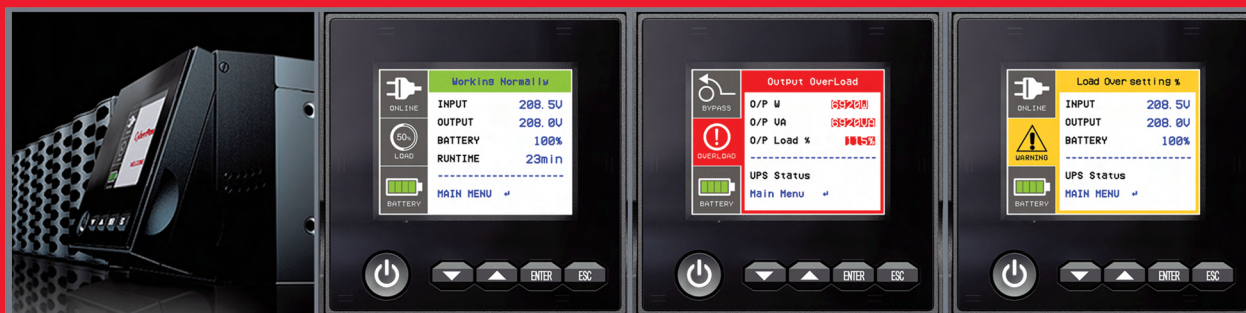 CyberPower
WELCOME
Working Normally
ONLINE
INPUT 208.5V
OUTPUT 208.0V
50%
LOAD
BATTERY 100%
RUNTIME 23min
BATTERY
MAIN MENU ↵
ENTER ESC
Output OverLoad
BYPASS
O/P W 6920W
O/P VA 6920VA
O/P Load % 115%
OVERLOAD
UPS Status
BATTERY
Main Menu ↵
ENTER ESC
Load Over setting %
ONLINE
INPUT 208.5V
OUTPUT 208.0V
BATTERY 100%
WARNING
UPS Status
BATTERY
MAIN MENU ↵
ENTER ESC